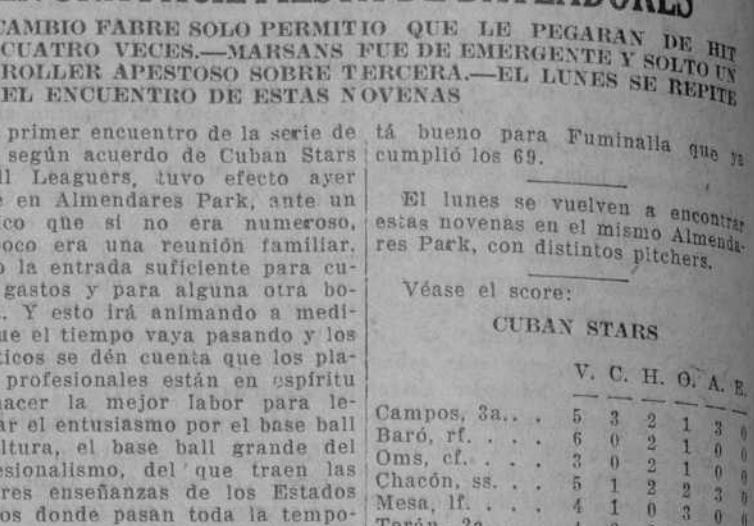 CAMBIO FABRE SOLO PERMITIO QUE LE PEGARAN DE HIT
CUATRO VECES.—MARSANS FUE DE EMERGENTE Y SOLTO UN
ROLLER APESTOSO SOBRE TERCERA.—EL LUNES SE REPITE
EL ENCUENTRO DE ESTAS NOVENAS
primer encuentro de la serie de
según acuerdo de Cuban Stars
ll Leaguers, tuvo efecto ayer
e en Almendares Park, ante un
ico que si no era numeroso,
poco era una reunión familiar.
o la entrada suficiente para cu-
gastos y para alguna otra bo-
. Y esto irá animando a medi-
ue el tiempo vaya pasando y los
ticos se dén cuenta que los pla-
profesionales están en espíritu
hacer la mejor labor para le-
ar el entusiasmo por el base ball
ltura, el base ball grande del
esionalismo, del que traen las
res enseñanzas de los Estados
os donde pasan toda la tempo-
tá bueno para Fuminalla que ya
cumplió los 69.
El lunes se vuelven a encontrar
estas novenas en el mismo Almenda-
res Park, con distintos pitchers.
Véase el score:
CUBAN STARS
V. C. H. O. A. E.
Campos, 3a.. . 5 3 2 1 3 0
Baró, rf. . . . 6 0 2 1 0 0
Oms, cf. . . . 3 0 2 1 0 0
Chacón, ss. . . 5 1 2 2 3 0
Mesa, lf. . . . 4 1 0 3 0 0